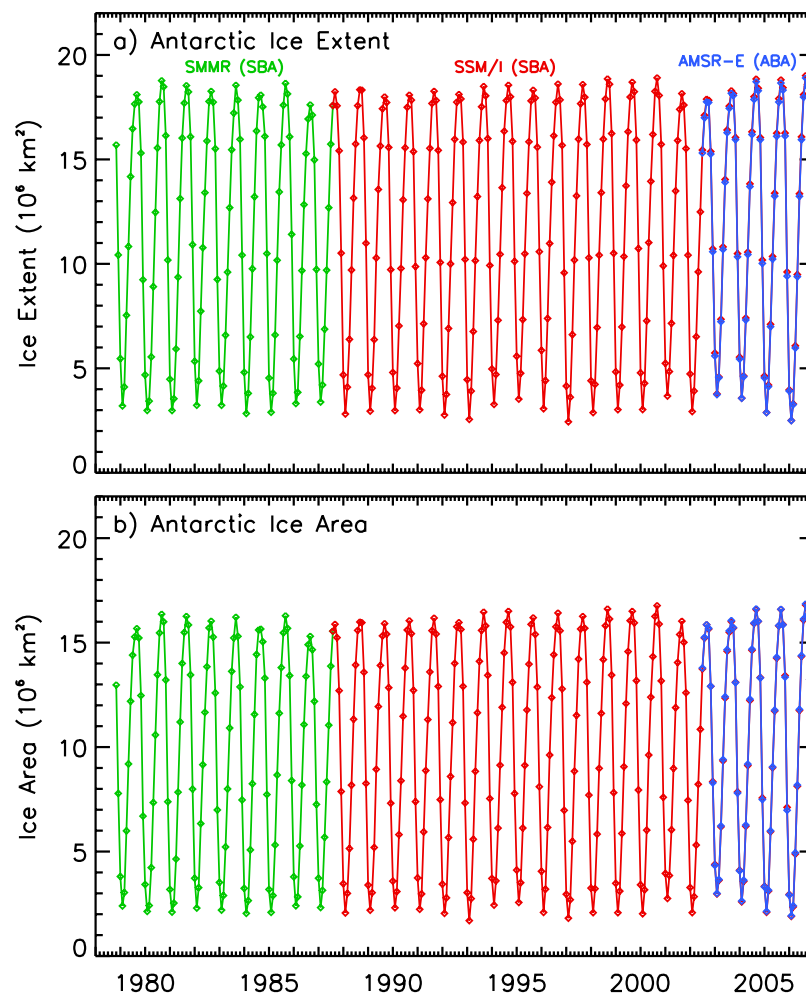 a) Antarctic Ice Extent
SMMR (SBA)
SSM/I (SBA)
AMSR-E (ABA)
Ice Extent (10⁶ km²)
20
15
10
5
0
b) Antarctic Ice Area
Ice Area (10⁶ km²)
20
15
10
5
0
1980
1985
1990
1995
2000
2005